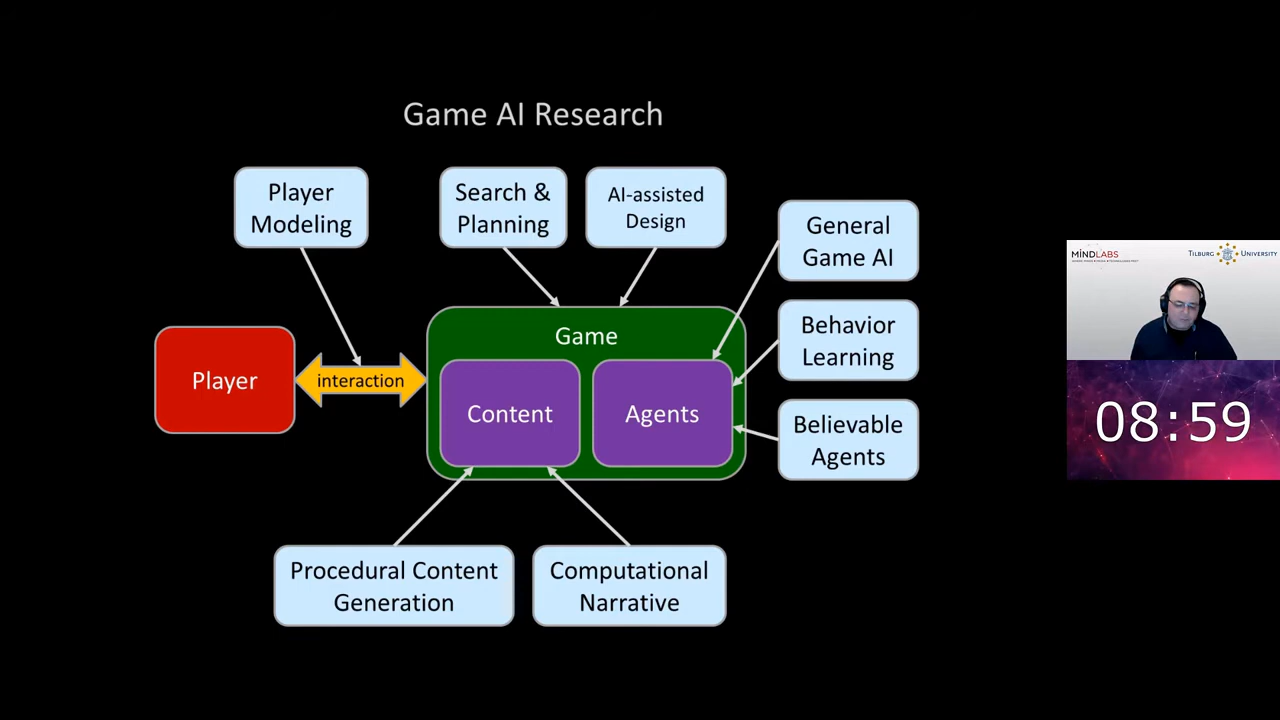 Game AI Research
Player
Modeling
Search &
Planning
AI-assisted
Design
General
Game AI
Behavior
Learning
Believable
Agents
Game
Player
interaction
Content
Agents
Procedural Content
Generation
Computational
Narrative
MINDLABS
TILBURG UNIVERSITY
08:59